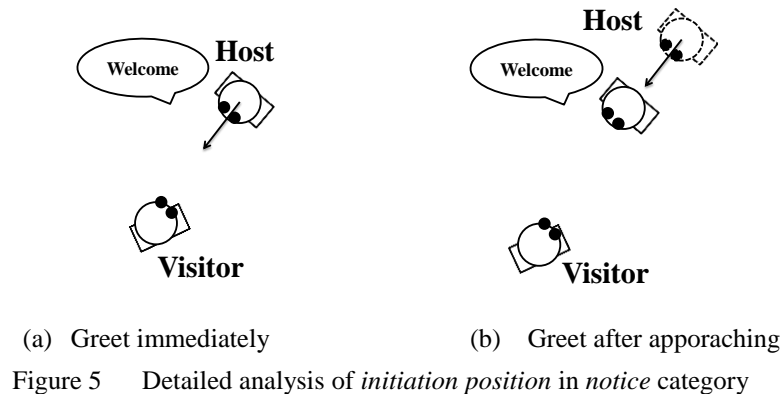 Host
Welcome
Visitor
(a) Greet immediately
Host
Welcome
Visitor
(b) Greet after apporaching
Figure 5 Detailed analysis of initiation position in notice category